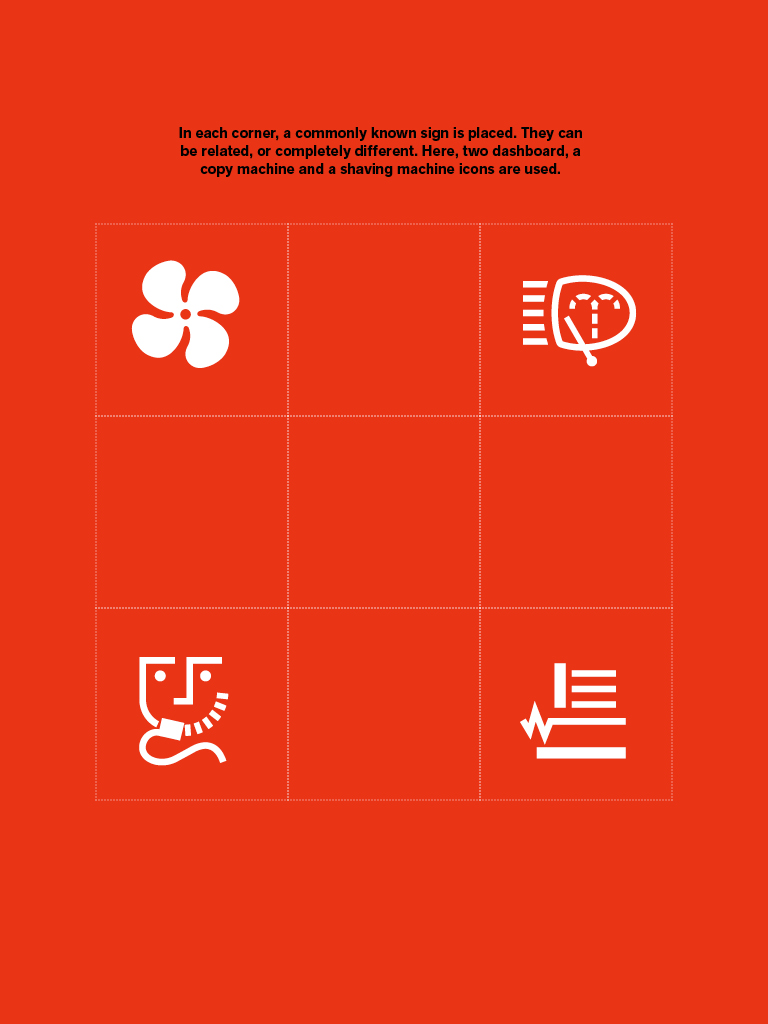 In each corner, a commonly known sign is placed. They can
be related, or completely different. Here, two dashboard, a
copy machine and a shaving machine icons are used.